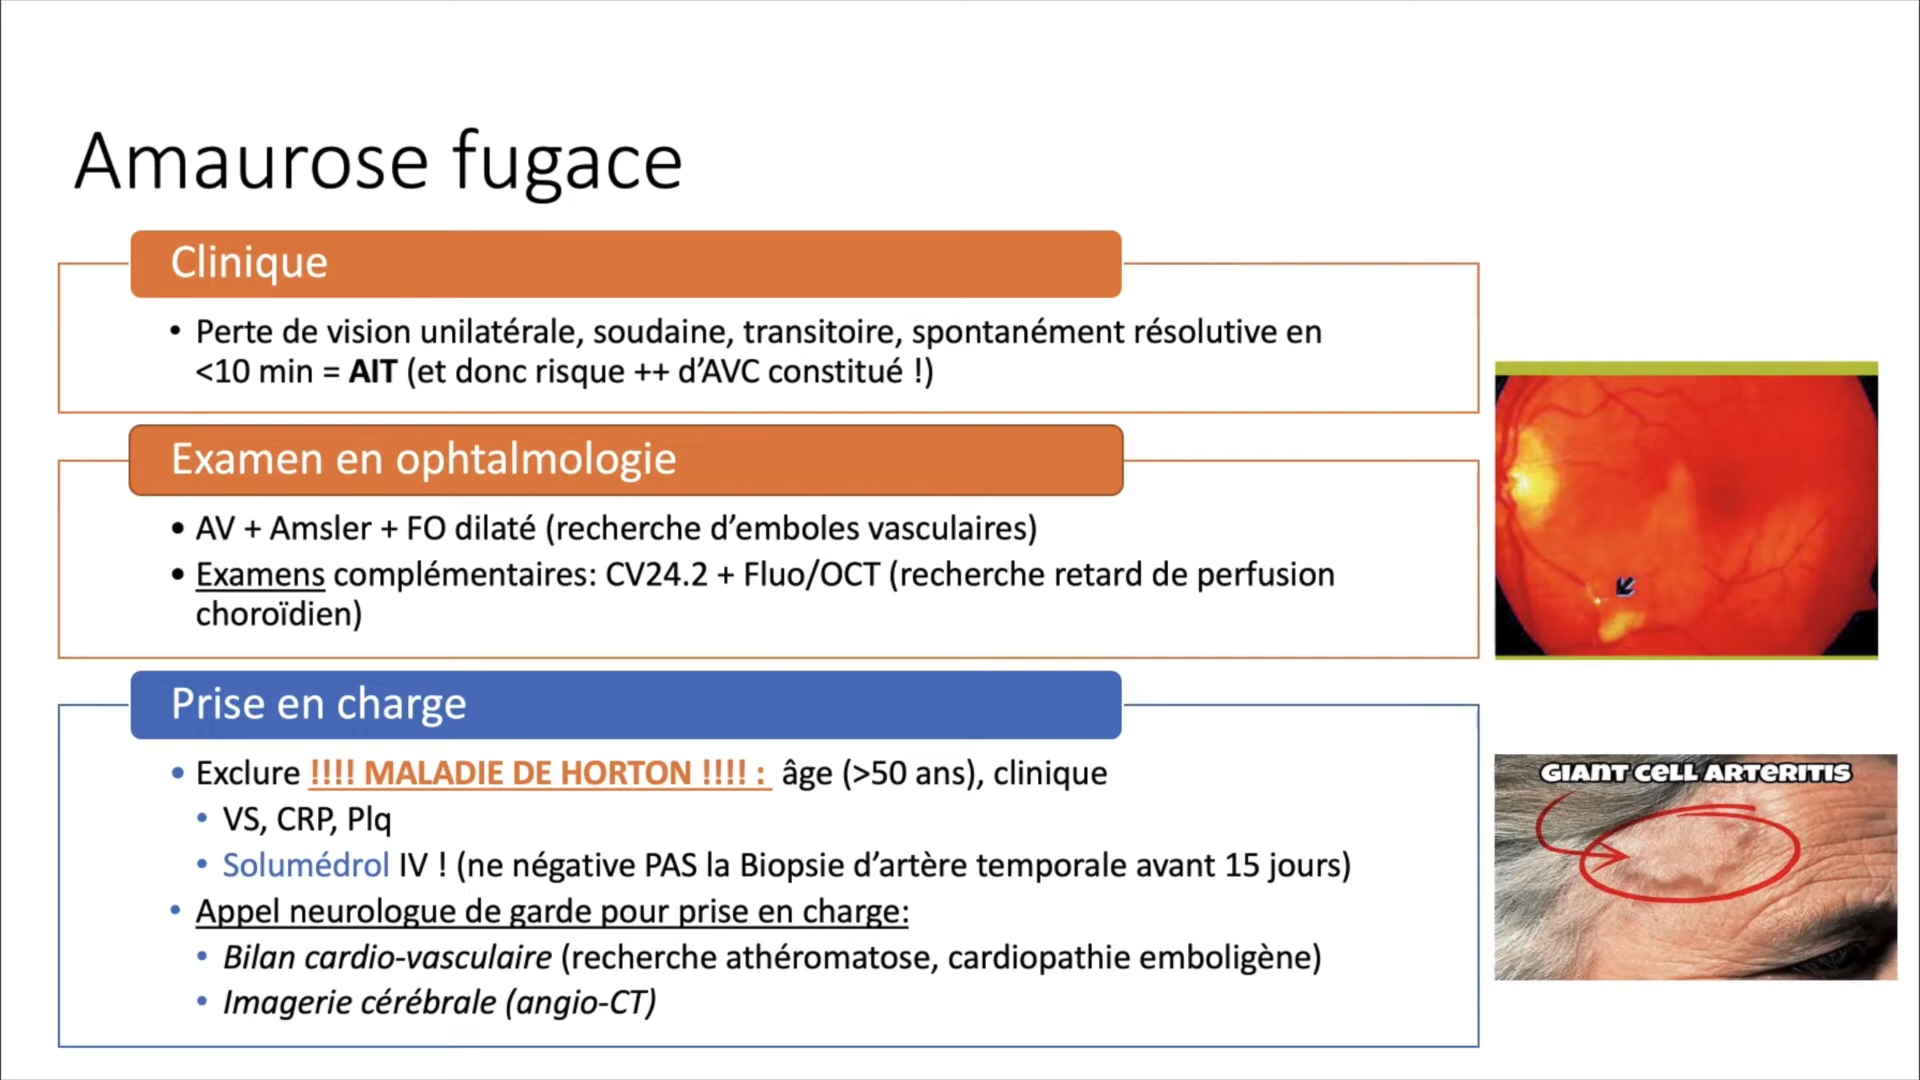 Amaurose fugace
Clinique
• Perte de vision unilatérale, soudaine, transitoire, spontanément résolutive en
<10 min = AIT (et donc risque ++ d’AVC constitué !)
Examen en ophtalmologie
• AV + Amsler + FO dilaté (recherche d’emboles vasculaires)
• Examens complémentaires: CV24.2 + Fluo/OCT (recherche retard de perfusion
choroïdien)
Prise en charge
• Exclure !!!! MALADIE DE HORTON !!!! : âge (>50 ans), clinique
• VS, CRP, Plq
• Solumédrol IV ! (ne négative PAS la Biopsie d’artère temporale avant 15 jours)
• Appel neurologue de garde pour prise en charge:
• Bilan cardio-vasculaire (recherche athéromatose, cardiopathie emboligène)
• Imagerie cérébrale (angio-CT)
GIANT CELL ARTERITIS